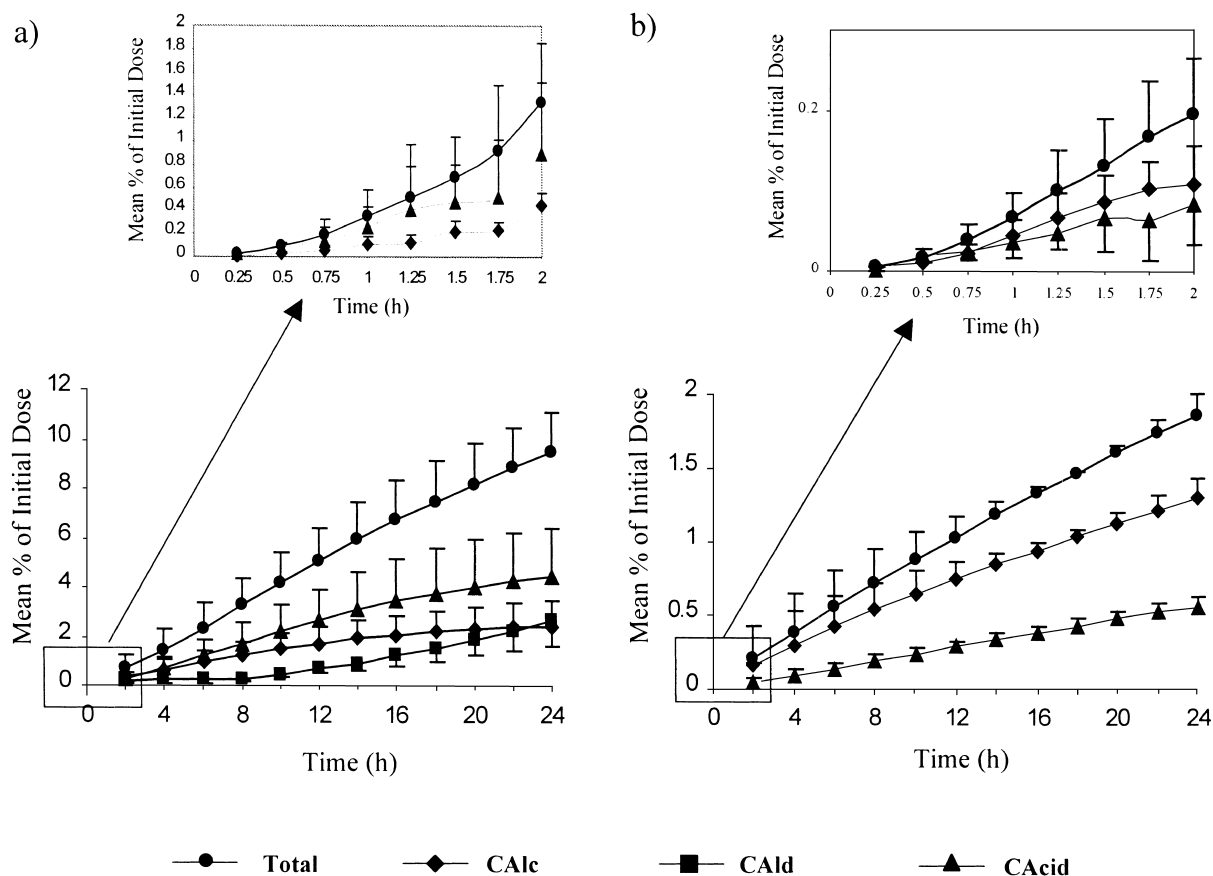 a)
Mean % of Initial Dose
2
1.8
1.6
1.4
1.2
1
0.8
0.6
0.4
0.2
0
0 0.25 0.5 0.75 1 1.25 1.5 1.75 2
Time (h)
b)
Mean % of Initial Dose
0.2
0
0 0.25 0.5 0.75 1 1.25 1.5 1.75 2
Time (h)
Mean % of Initial Dose
12
10
8
6
4
2
0
0 4 8 12 16 20 24
Time (h)
Mean % of Initial Dose
2
1.5
1
0.5
0
0 4 8 12 16 20 24
Time (h)
Total CAlc CAld CAcid